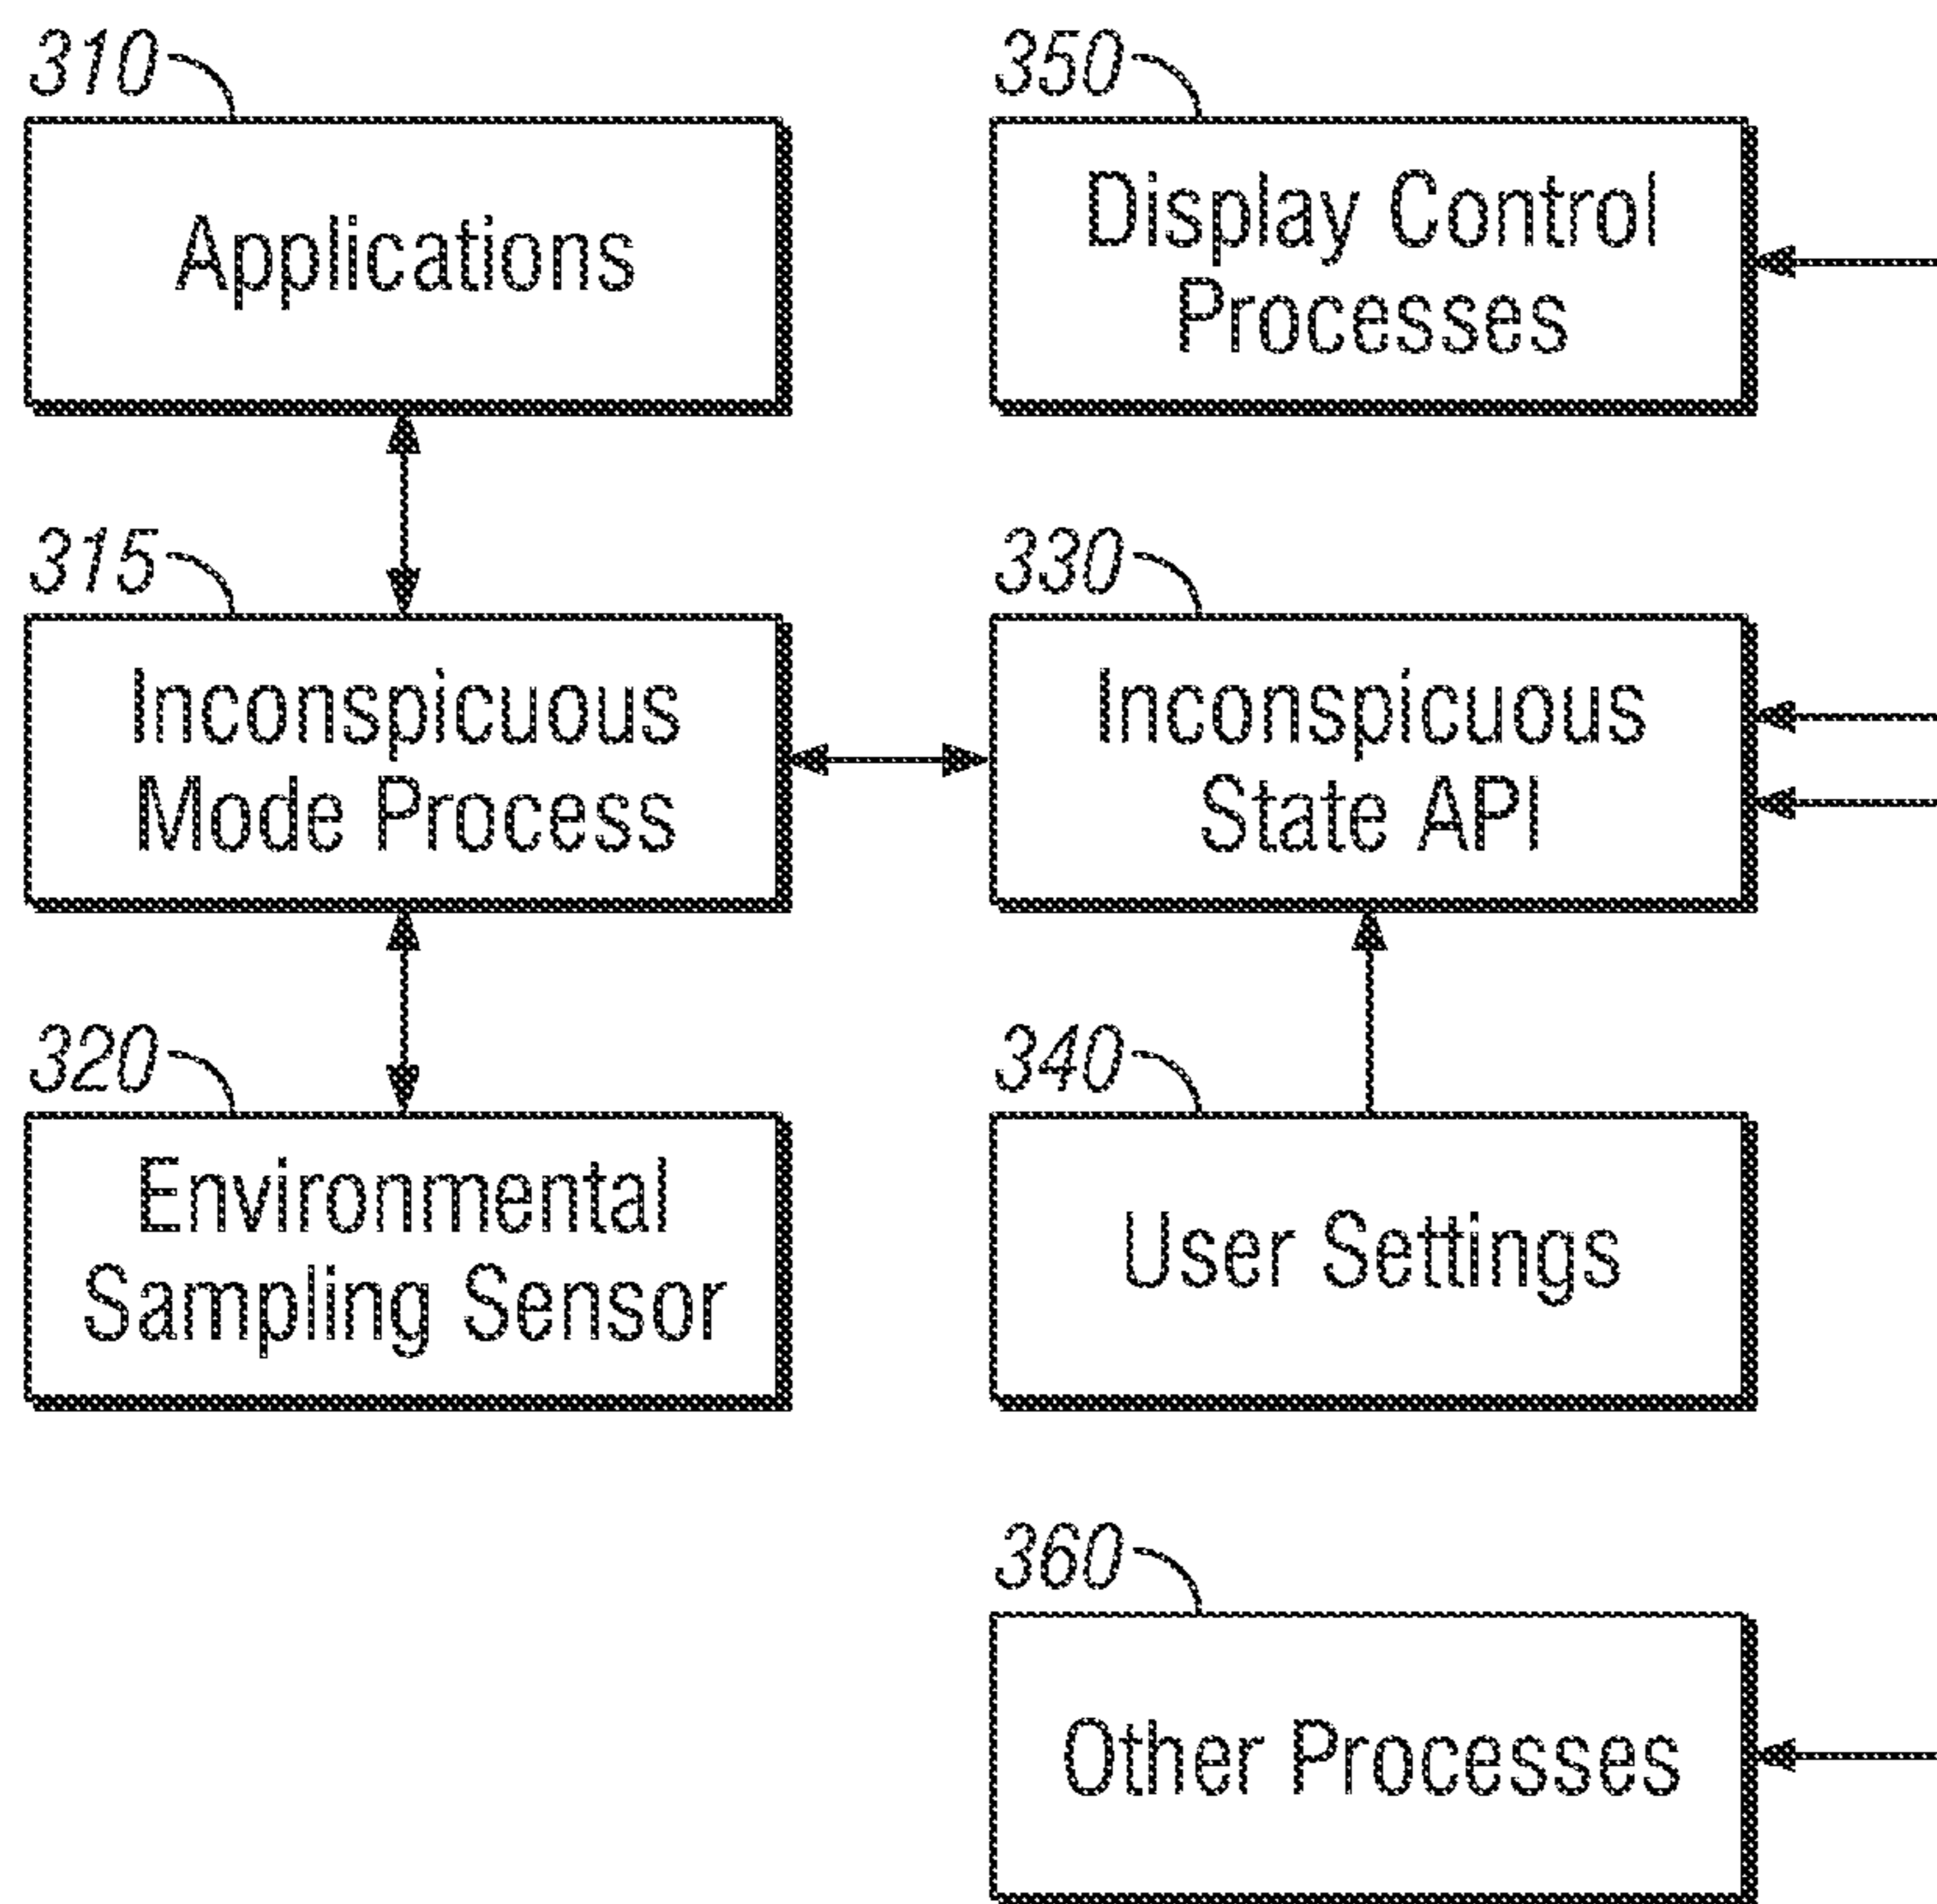 310
Applications
350
Display Control
Processes
315
Inconspicuous
Mode Process
330
Inconspicuous
State API
320
Environmental
Sampling Sensor
340
User Settings
360
Other Processes